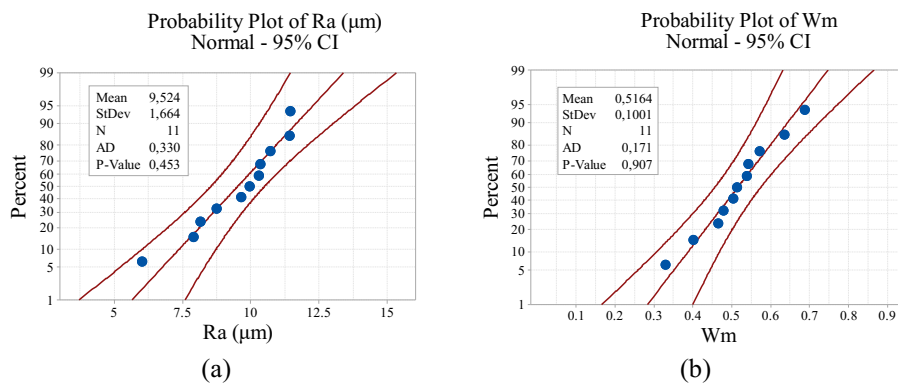 Probability Plot of Ra (μm)
Normal - 95% CI
99
95
90
80
70
60
50
40
30
20
10
5
1
Percent
Mean 9,524
StDev 1,664
N 11
AD 0,330
P-Value 0,453
5
7.5
10
12.5
15
Ra (μm)
(a)
Probability Plot of Wm
Normal - 95% CI
99
95
90
80
70
60
50
40
30
20
10
5
1
Percent
Mean 0,5164
StDev 0,1001
N 11
AD 0,171
P-Value 0,907
0.1
0.2
0.3
0.4
0.5
0.6
0.7
0.8
0.9
Wm
(b)